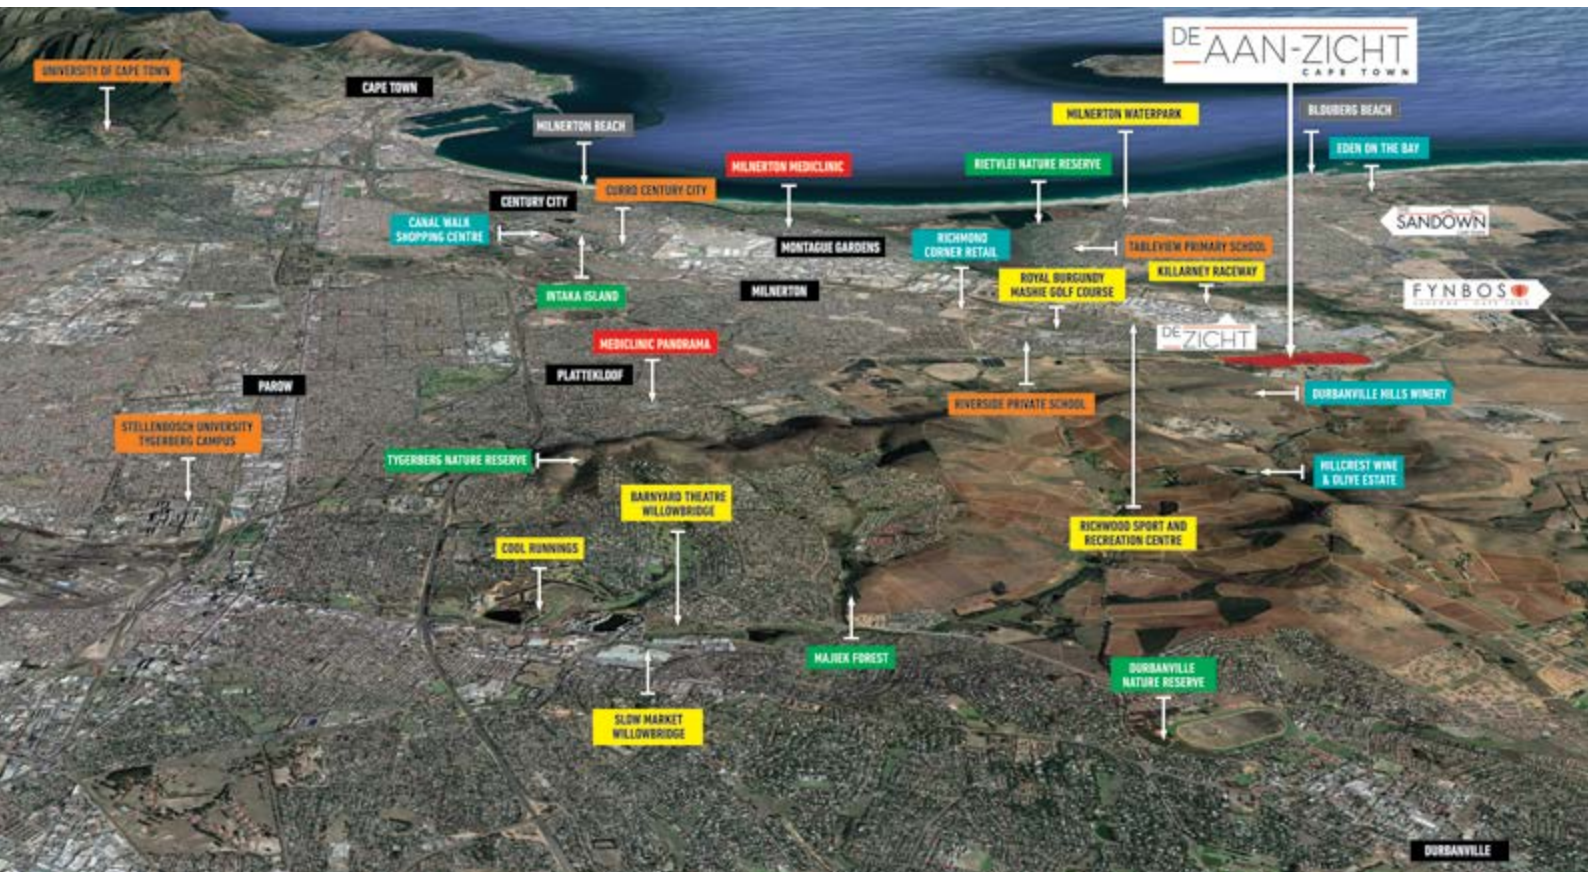 DE AAN-ZICHT
CAPE TOWN
UNIVERSITY OF CAPE TOWN
CAPE TOWN
MILNERTON BEACH
MILNERTON WATERPARK
BLOUBERG BEACH
EDEN ON THE BAY
MILNERTON MEDICLINIC
RIETVLEI NATURE RESERVE
CURRO CENTURY CITY
CENTURY CITY
CANAL WALK
SHOPPING CENTRE
MONTAGUE GARDENS
RICHMOND
CORNER RETAIL
TABLEVIEW PRIMARY SCHOOL
SANDOWN
KILLARNEY RACEWAY
ROYAL BURGUNDY
MASHIE GOLF COURSE
INTAKA ISLAND
MILNERTON
FYNBOS
DE ZICHT
MEDICLINIC PANORAMA
PLATTEKLOOF
PAROW
RIVERSIDE PRIVATE SCHOOL
DURBANVILLE HILLS WINERY
STELLENBOSCH UNIVERSITY
TYGERBERG CAMPUS
TYGERBERG NATURE RESERVE
HILLCREST WINE
& OLIVE ESTATE
BARNYARD THEATRE
WILLOWBRIDGE
RICHWOOD SPORT AND
RECREATION CENTRE
COOL RUNNINGS
MAJIEK FOREST
DURBANVILLE
NATURE RESERVE
SLOW MARKET
WILLOWBRIDGE
DURBANVILLE